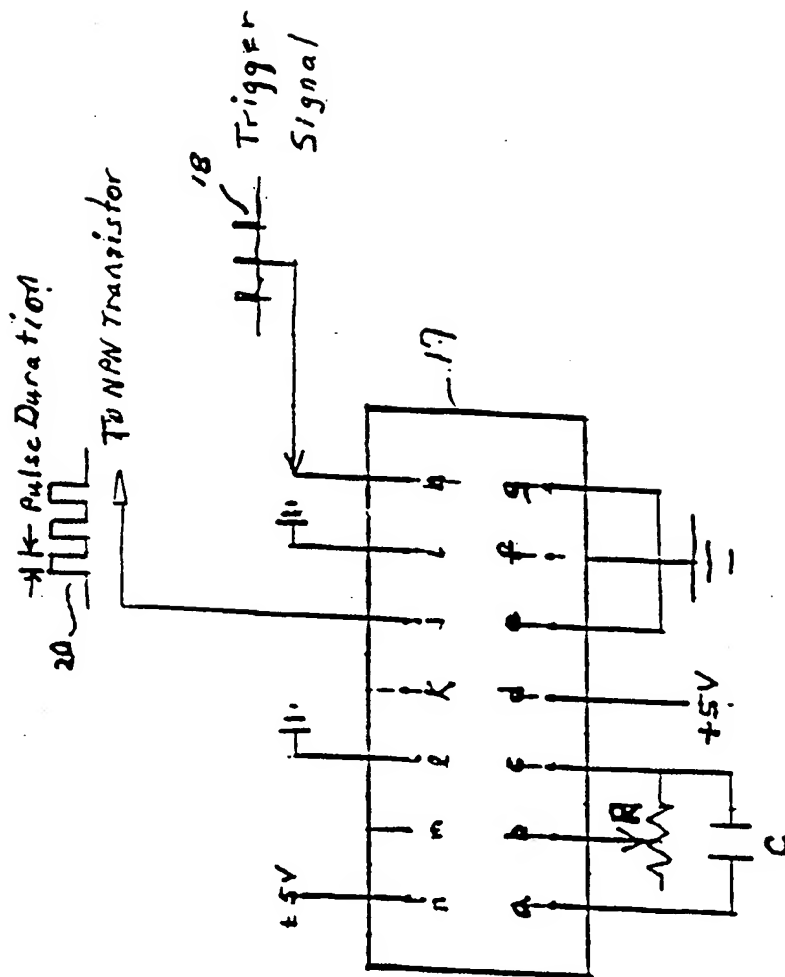 Pulse Duration
20
TO NPN Transistor
18
Trigger
Signal
17
+5V
n
m
l
k
j
i
h
a
b
c
d
e
f
g
R
C
+5V